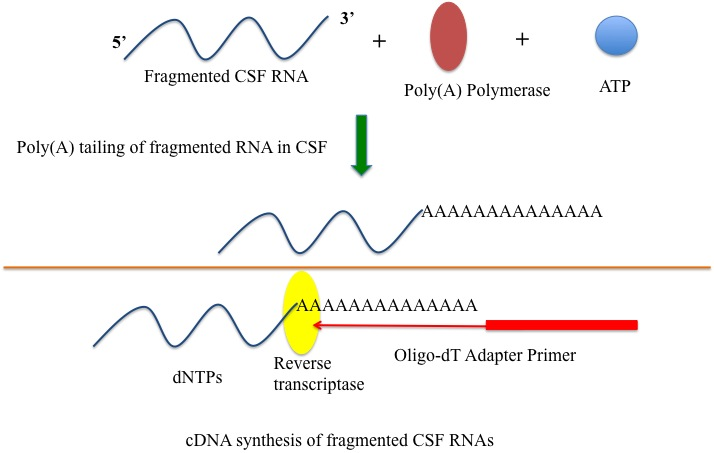 5’
3’
+
+
Fragmented CSF RNA
Poly(A) Polymerase
ATP
Poly(A) tailing of fragmented RNA in CSF
AAAAAAAAAAAAAA
AAAAAAAAAAAAAA
Oligo-dT Adapter Primer
dNTPs
Reverse
transcriptase
cDNA synthesis of fragmented CSF RNAs